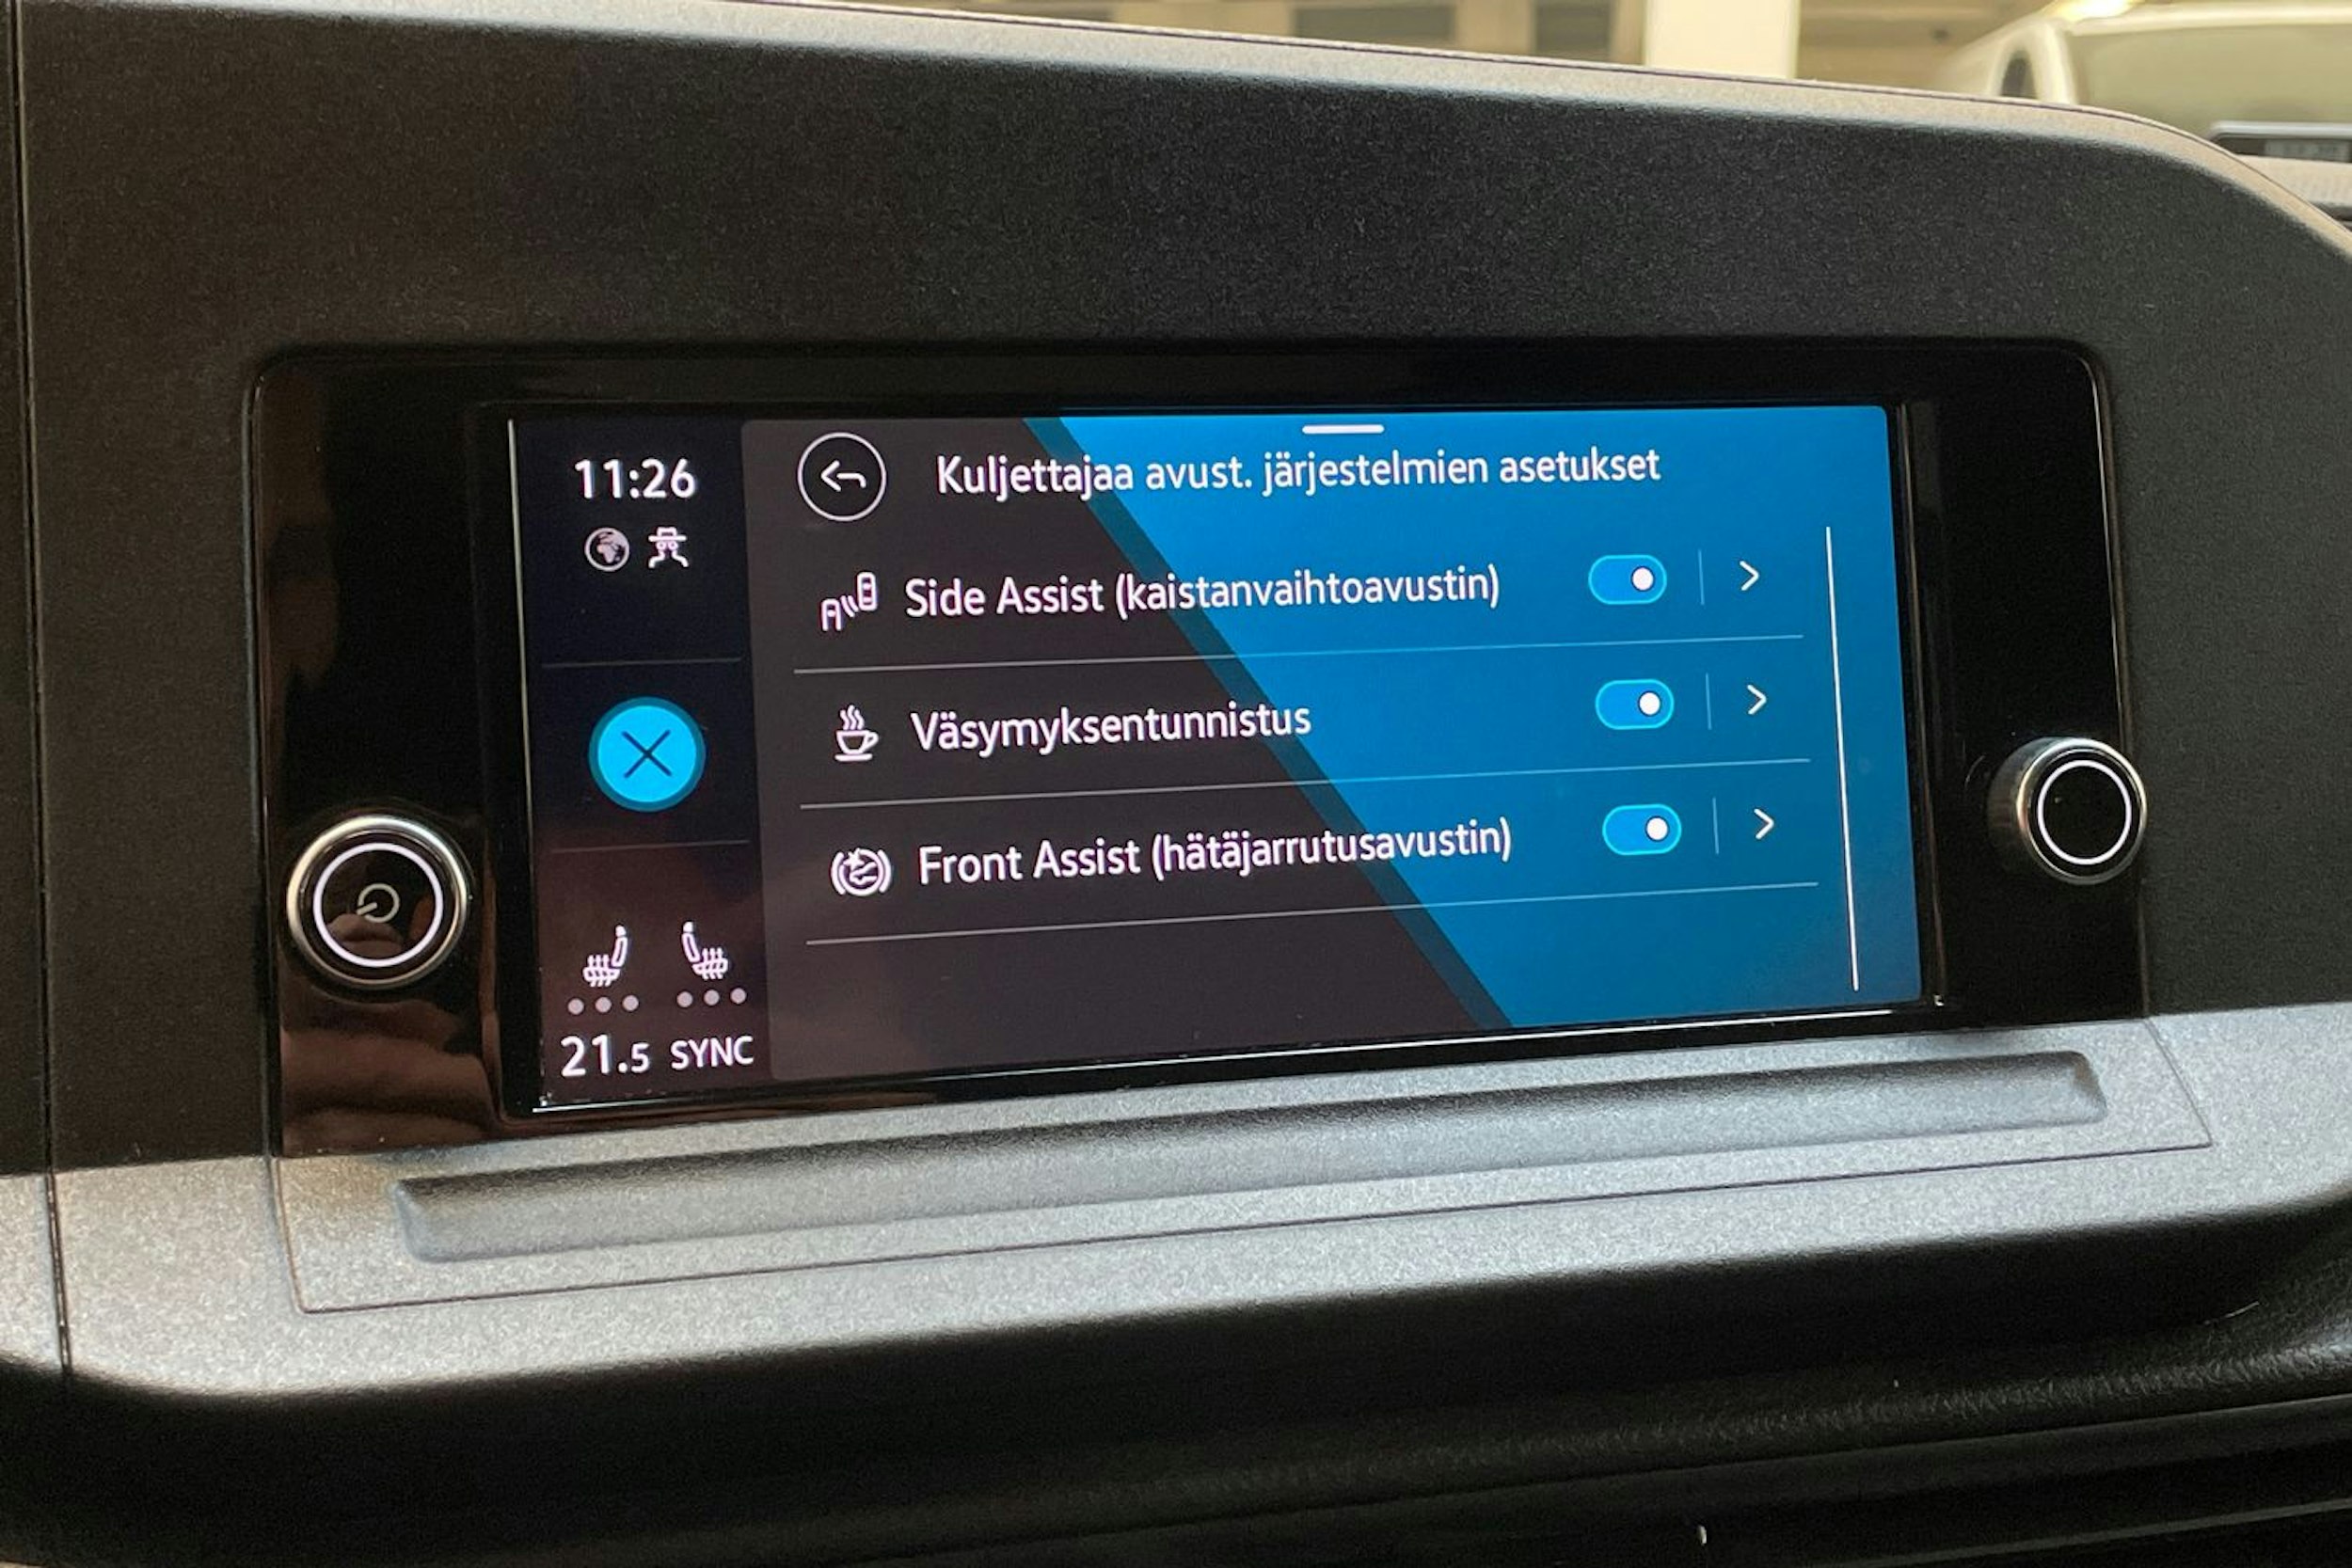 11:26
Kuljettajaa avust. järjestelmien asetukset
Side Assist (kaistanvaihtoavustin)
Väsymyksentunnistus
Front Assist (hätäjarrutusavustin)
21.5 SYNC